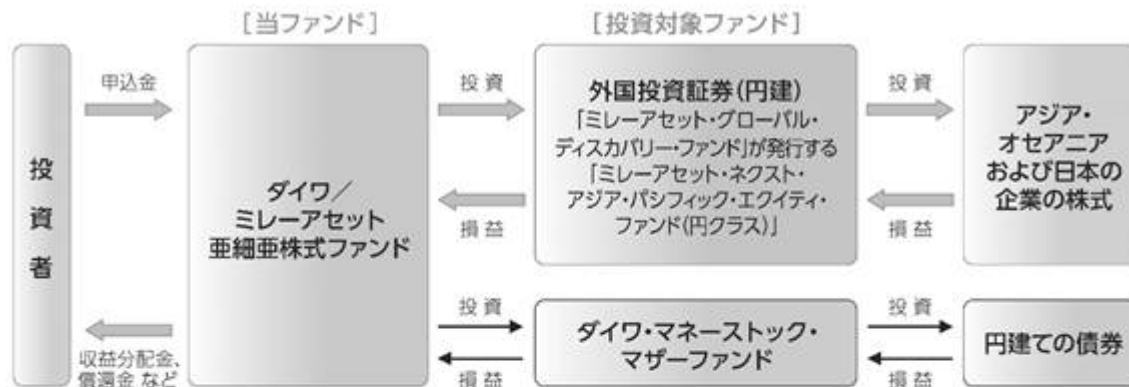 [当ファンド]
[投資対象ファンド]
投資者
申込金
収益分配金、
償還金 など
ダイワ／
ミレーアセット
亜細亜株式ファンド
投資
損益
外国投資証券(円建)
「ミレーアセット・グローバル・
ディスカバリー・ファンド」が発行する
「ミレーアセット・ネクスト・
アジア・パシフィック・エクイティ・
ファンド(円クラス)」
投資
損益
アジア・
オセアニア
および日本の
企業の株式
投資
損益
ダイワ・マネーストック・
マザーファンド
投資
損益
円建ての債券